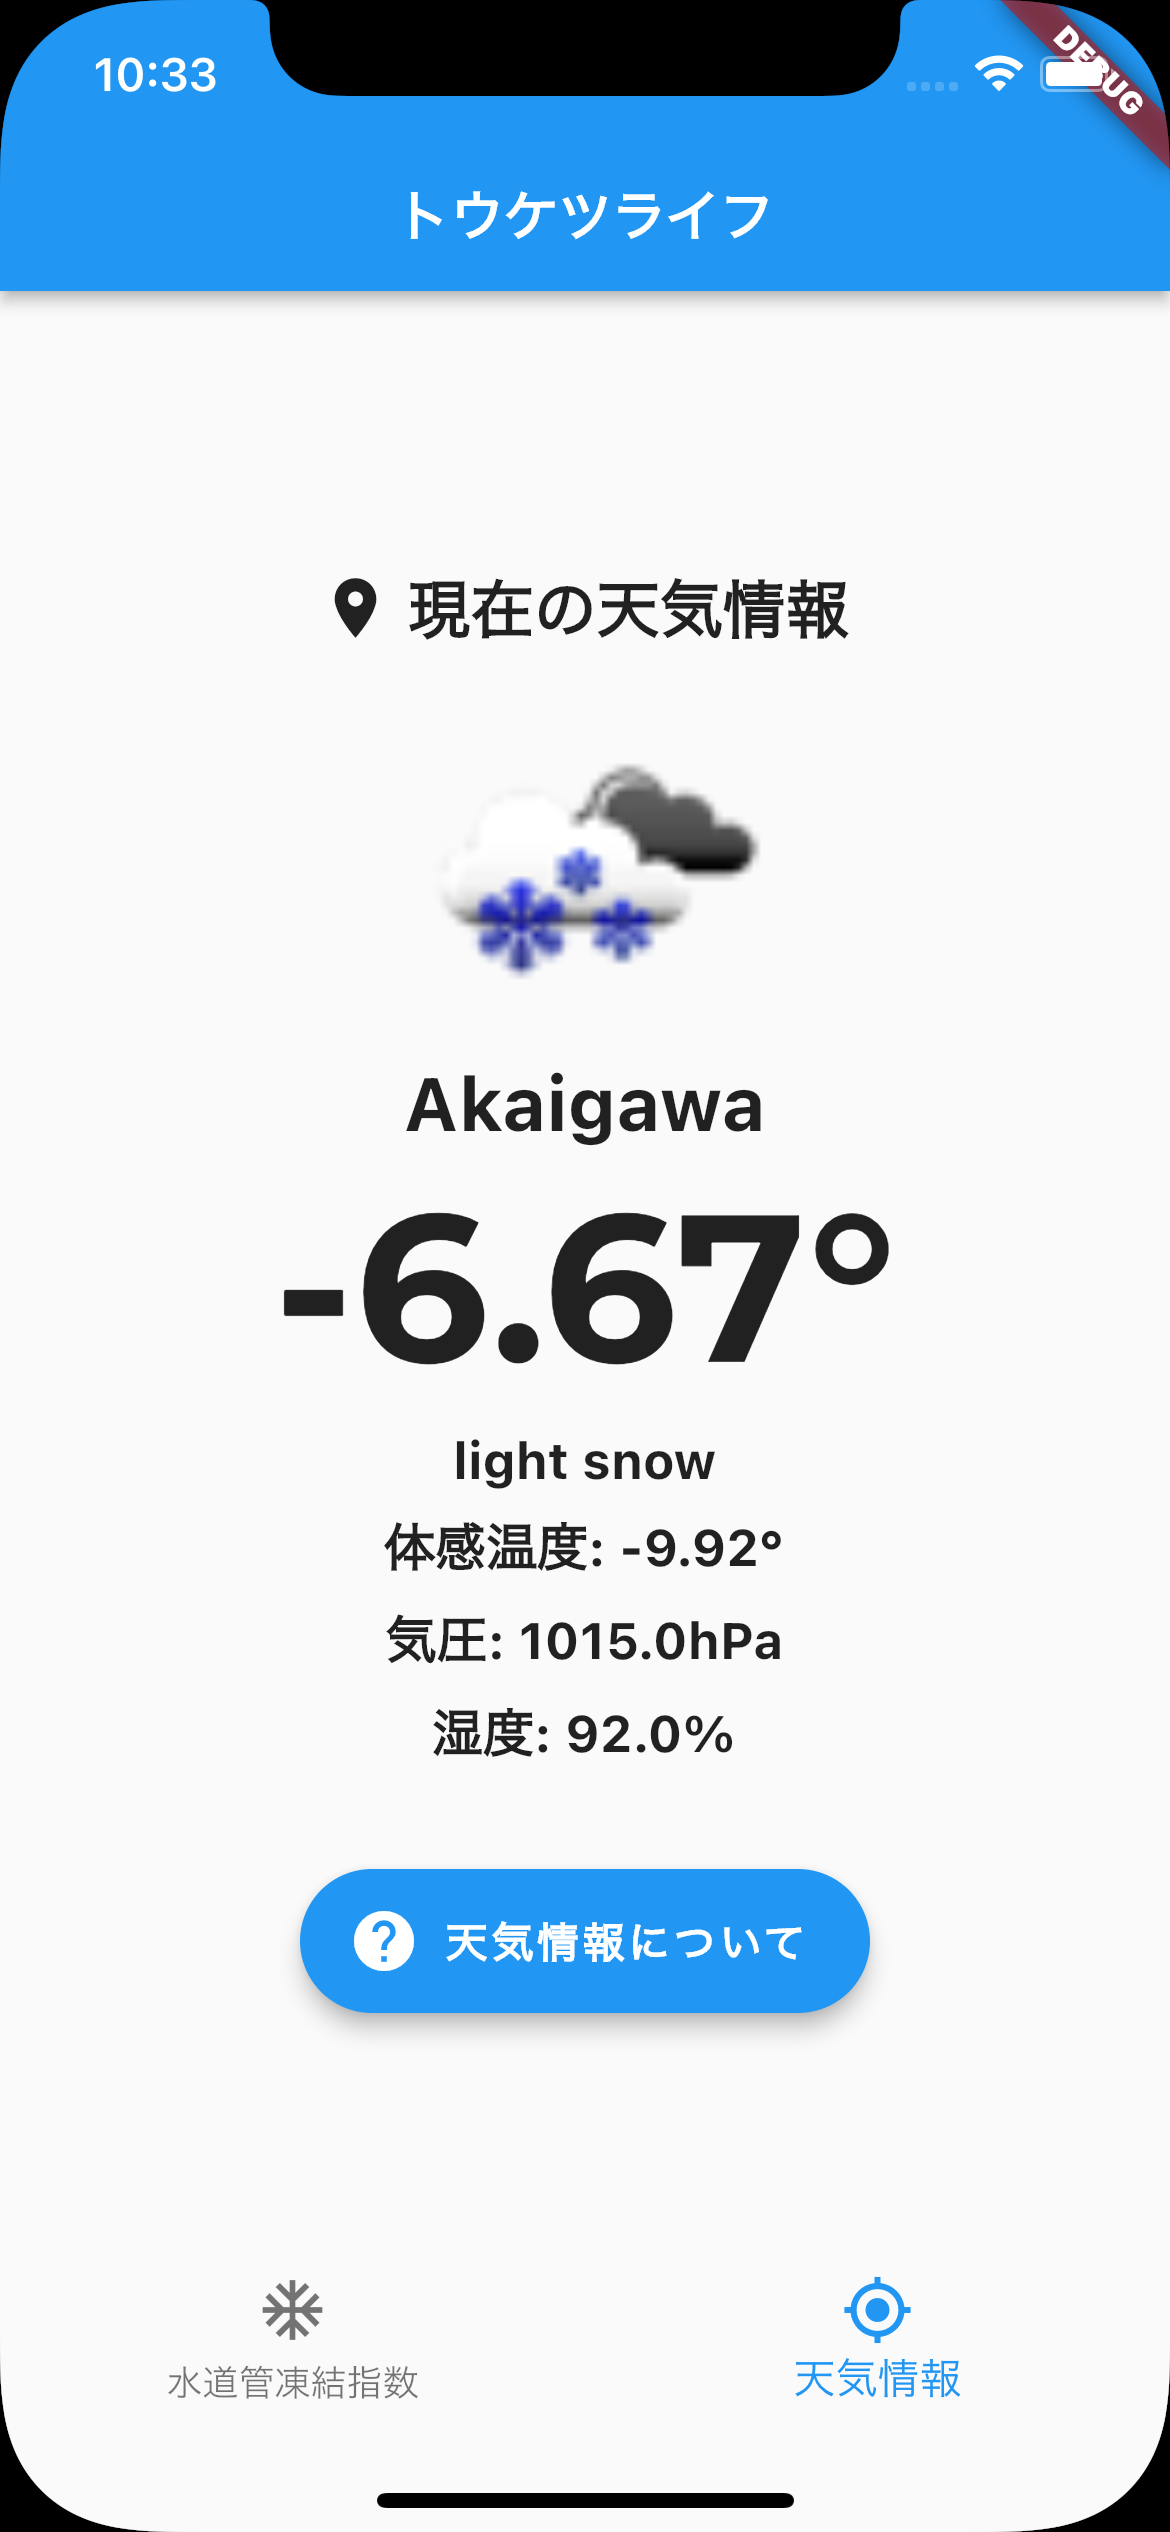 10:33
DEBUG
トウケツライフ
現在の天気情報
Akaigawa
-6.67°
light snow
体感温度: -9.92°
気圧: 1015.0hPa
湿度: 92.0%
天気情報について
水道管凍結指数
天気情報